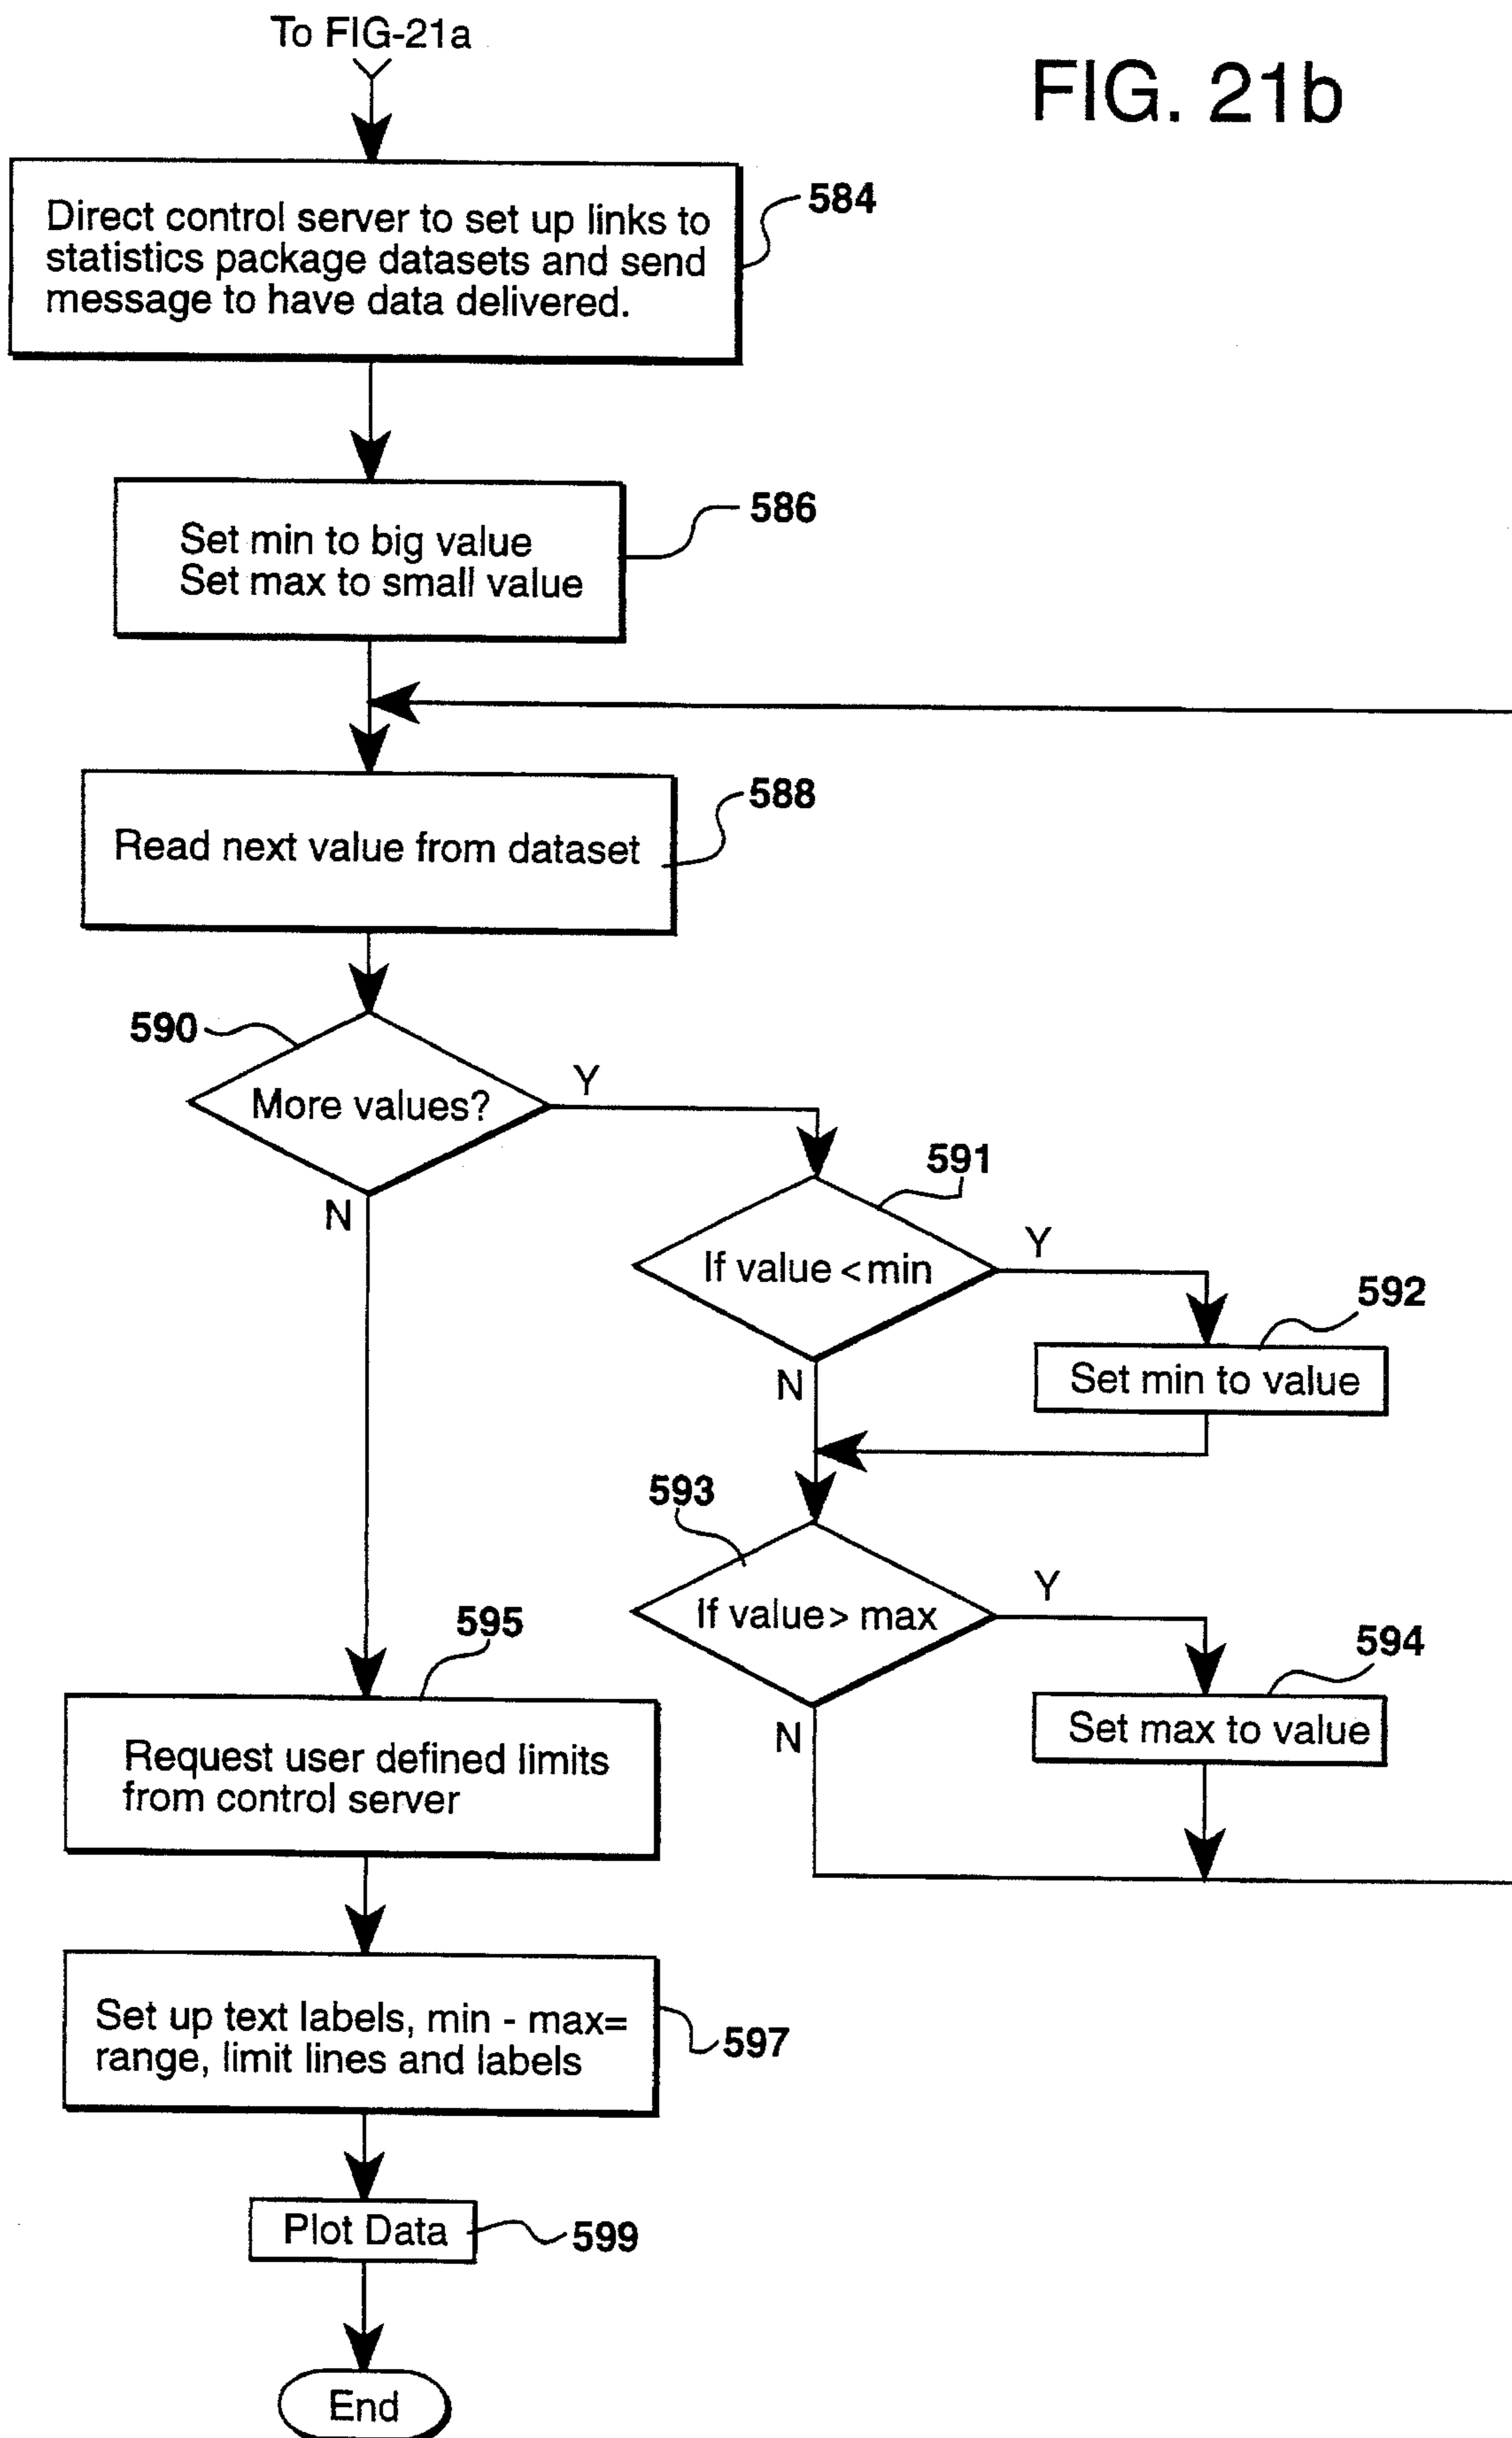 To FIG-21a
FIG. 21b
Direct control server to set up links to
statistics package datasets and send
message to have data delivered.
584
Set min to big value
Set max to small value
586
Read next value from dataset
588
590
More values?
Y
N
591
If value <min
Y
N
592
Set min to value
593
If value> max
Y
N
594
Set max to value
595
Request user defined limits
from control server
Set up text labels, min - max=
range, limit lines and labels
597
Plot Data
599
End